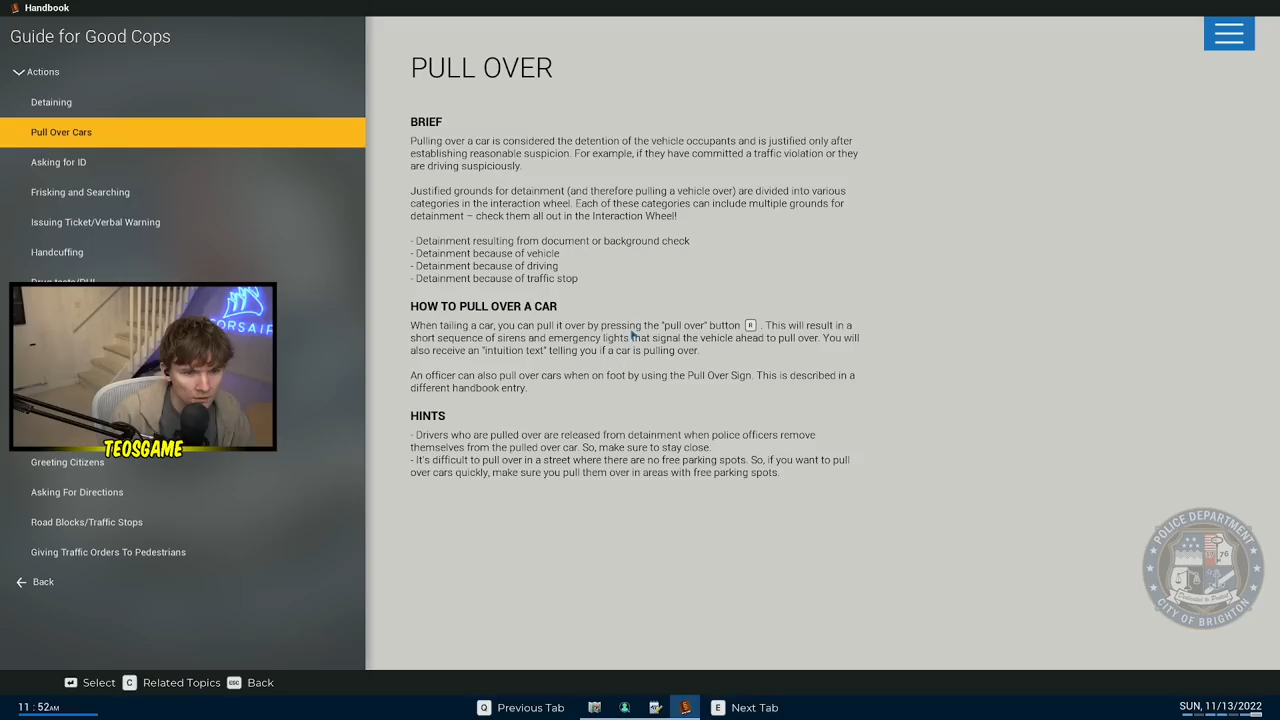 Handbook
Guide for Good Cops
Actions
Detaining
Pull Over Cars
Asking for ID
Frisking and Searching
Issuing Ticket/Verbal Warning
Handcuffing
CORSAIR
TEOSGAME
Greeting Citizens
Asking For Directions
Road Blocks/Traffic Stops
Giving Traffic Orders To Pedestrians
Back
PULL OVER
BRIEF
Pulling over a car is considered the detention of the vehicle occupants and is justified only after
establishing reasonable suspicion. For example, if they have committed a traffic violation or they
are driving suspiciously.
Justified grounds for detainment (and therefore pulling a vehicle over) are divided into various
categories in the interaction wheel. Each of these categories can include multiple grounds for
detainment – check them all out in the Interaction Wheel!
- Detainment resulting from document or background check
- Detainment because of vehicle
- Detainment because of driving
- Detainment because of traffic stop
HOW TO PULL OVER A CAR
When tailing a car, you can pull it over by pressing the "pull over" button R . This will result in a
short sequence of sirens and emergency lights that signal the vehicle ahead to pull over. You will
also receive an "intuition text" telling you if a car is pulling over.
An officer can also pull over cars when on foot by using the Pull Over Sign. This is described in a
different handbook entry.
HINTS
- Drivers who are pulled over are released from detainment when police officers remove
themselves from the pulled over car. So, make sure to stay close.
- It's difficult to pull over in a street where there are no free parking spots. So, if you want to pull
over cars quickly, make sure you pull them over in areas with free parking spots.
POLICE DEPARTMENT
1776
CITY OF BRIGHTON
Select C Related Topics ESC Back
11 : 52AM
Q Previous Tab
E Next Tab
SUN, 11/13/2022